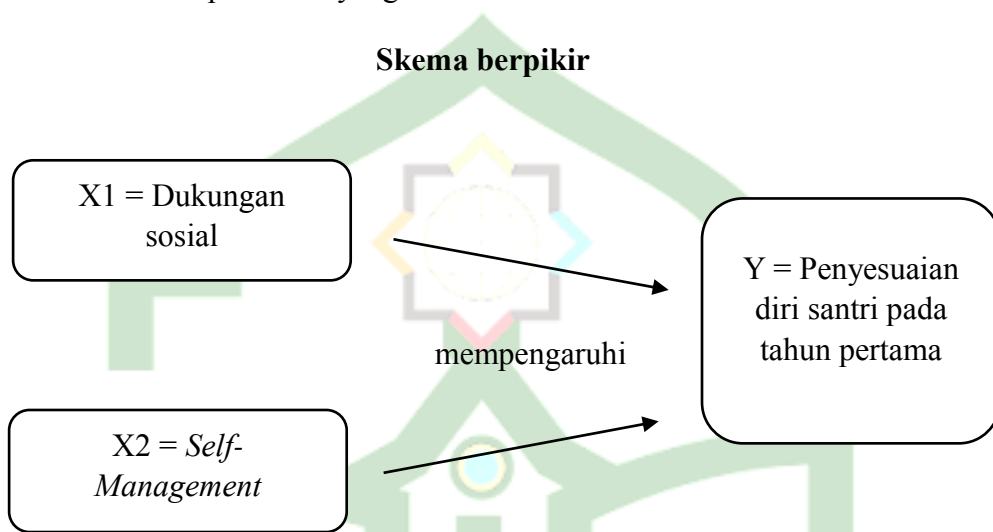 Skema berpikir
X1 = Dukungan
sosial
Y = Penyesuaian
diri santri pada
tahun pertama
mempengaruhi
X2 = Self-
Management